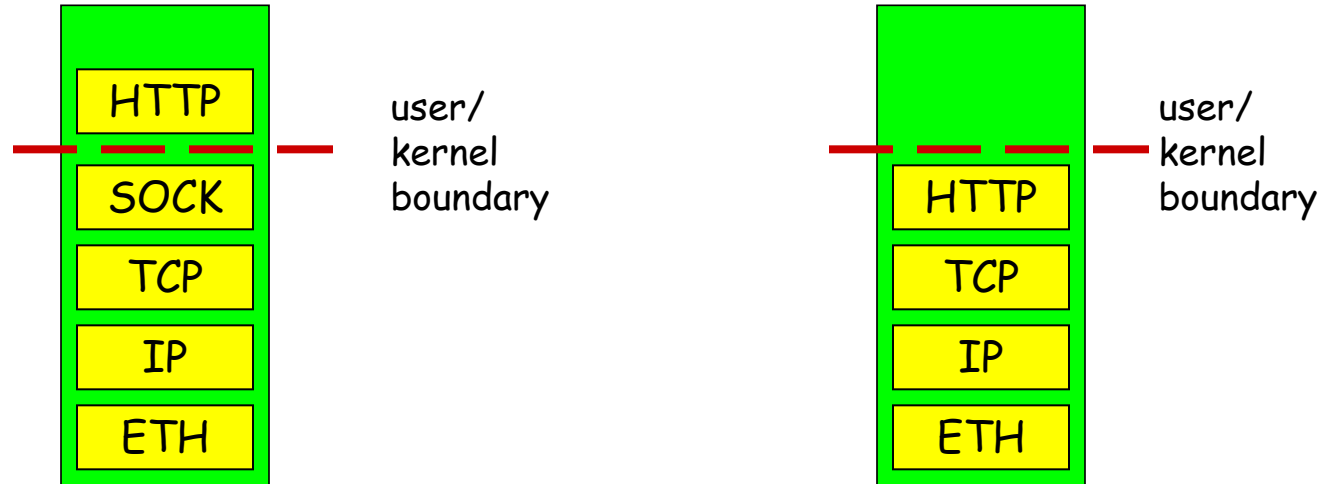 HTTP
SOCK
TCP
IP
ETH
user/
kernel
boundary
HTTP
TCP
IP
ETH
user/
kernel
boundary